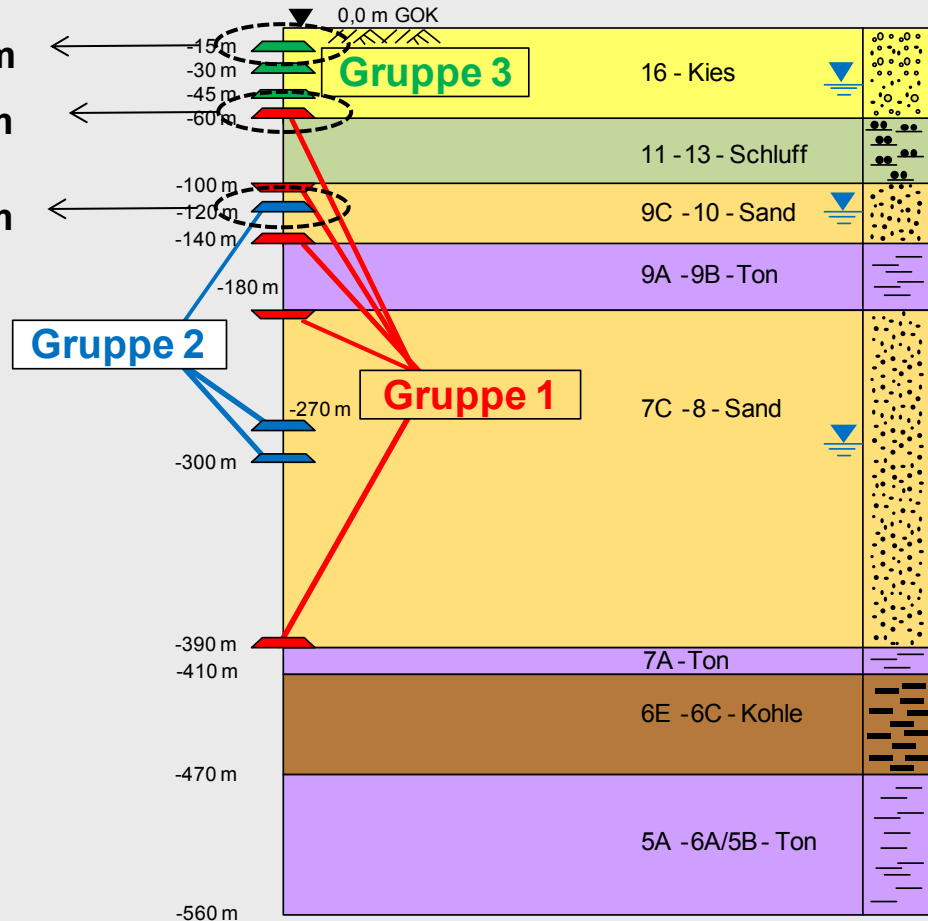 0,0 m GOK
m
-15 m
Gruppe 3
-30 m
16 - Kies
-45 m
m
-60 m
11 - 13 - Schluff
-100 m
m
-120 m
9C - 10 - Sand
-140 m
9A - 9B - Ton
-180 m
Gruppe 2
Gruppe 1
-270 m
7C - 8 - Sand
-300 m
-390 m
7A - Ton
-410 m
6E - 6C - Kohle
-470 m
5A - 6A/5B - Ton
-560 m